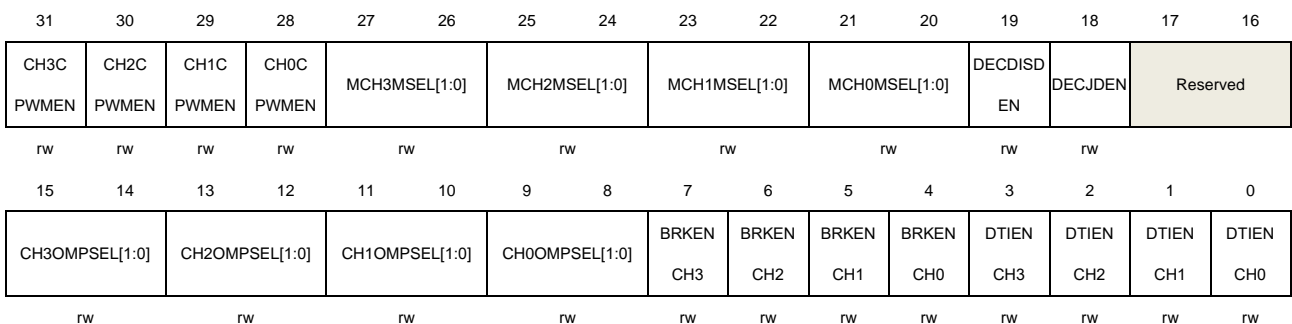 31 30 29 28 27 26 25 24 23 22 21 20 19 18 17 16
CH3C CH2C CH1C CH0C MCH3MSEL[1:0] MCH2MSEL[1:0] MCH1MSEL[1:0] MCH0MSEL[1:0] DECDISD DECJDEN Reserved
PWMEN PWMEN PWMEN PWMEN EN
rw rw rw rw rw rw rw rw rw rw
15 14 13 12 11 10 9 8 7 6 5 4 3 2 1 0
CH3OMPSEL[1:0] CH2OMPSEL[1:0] CH1OMPSEL[1:0] CH0OMPSEL[1:0] BRKEN BRKEN BRKEN BRKEN DTIEN DTIEN DTIEN DTIEN
CH3 CH2 CH1 CH0 CH3 CH2 CH1 CH0
rw rw rw rw rw rw rw rw rw rw rw rw